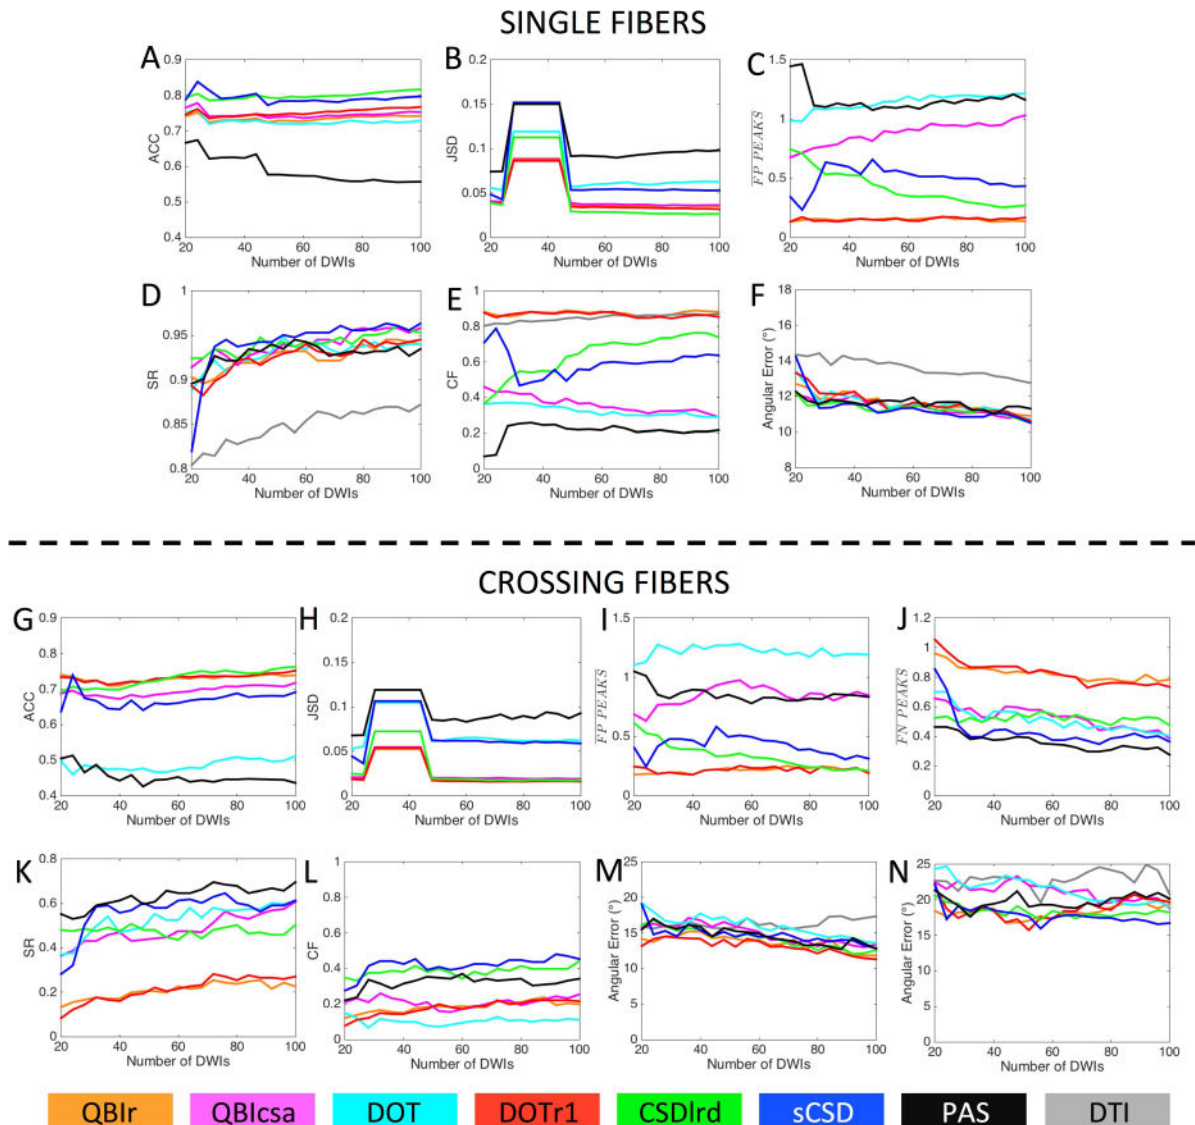 SINGLE FIBERS
A
0.9
0.8
0.7
0.6
0.5
0.4
ACC
20 40 60 80 100
Number of DWIs
B
0.2
0.15
0.1
0.05
0
JSD
20 40 60 80 100
Number of DWIs
C
1.5
1
0.5
0
FP PEAKS
20 40 60 80 100
Number of DWIs
D
1
0.95
0.9
0.85
0.8
SR
20 40 60 80 100
Number of DWIs
E
1
0.8
0.6
0.4
0.2
0
CF
20 40 60 80 100
Number of DWIs
F
18
16
14
12
10
8
Angular Error (°)
20 40 60 80 100
Number of DWIs
CROSSING FIBERS
G
0.9
0.8
0.7
0.6
0.5
0.4
ACC
20 40 60 80 100
Number of DWIs
H
0.2
0.15
0.1
0.05
0
JSD
20 40 60 80 100
Number of DWIs
I
1.5
1
0.5
0
FP PEAKS
20 40 60 80 100
Number of DWIs
J
1.2
1
0.8
0.6
0.4
0.2
0
FN PEAKS
20 40 60 80 100
Number of DWIs
K
0.8
0.6
0.4
0.2
0
SR
20 40 60 80 100
Number of DWIs
L
1
0.8
0.6
0.4
0.2
0
CF
20 40 60 80 100
Number of DWIs
M
25
20
15
10
5
0
Angular Error (°)
20 40 60 80 100
Number of DWIs
N
25
20
15
10
5
0
Angular Error (°)
20 40 60 80 100
Number of DWIs
QBIr QBIcsa DOT DOTr1 CSDlrd sCSD PAS DTI